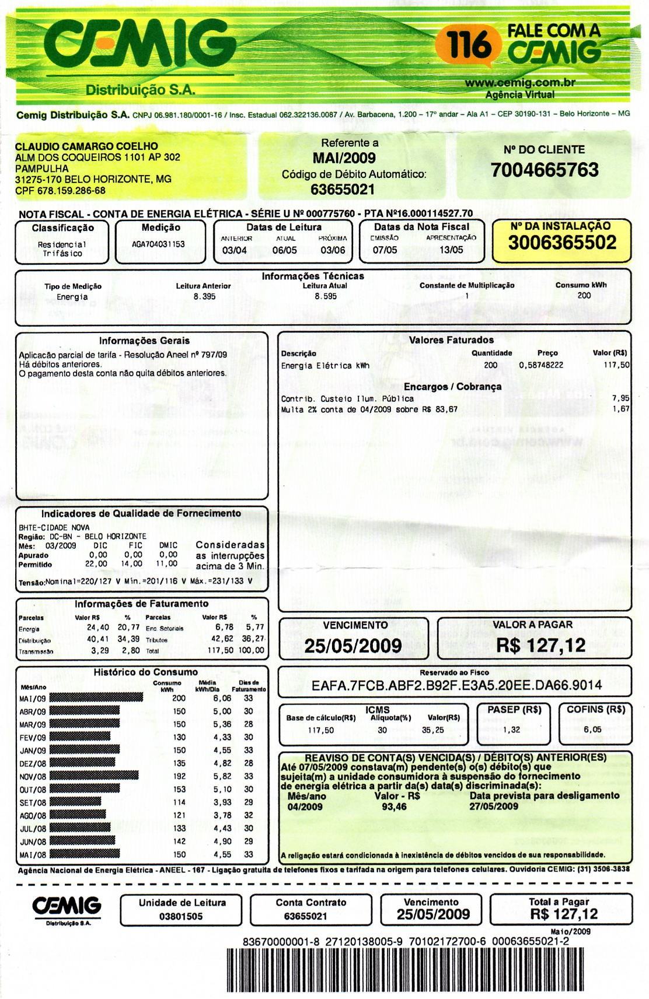 CEMIG
Distribuição S.A.
116 FALE COM A CEMIG
www.cemig.com.br
Agência Virtual
Cemig Distribuição S.A. CNPJ 06.981.180/0001-16 / Insc. Estadual 062.322136.0087 / Av. Barbacena, 1.200 – 17º andar – Ala A1 – CEP 30190-131 – Belo Horizonte – MG
CLAUDIO CAMARGO COELHO
ALM DOS COQUEIROS 1101 AP 302
PAMPULHA
31275-170 BELO HORIZONTE, MG
CPF 678.159.286-68
Referente a
MAI/2009
Código de Débito Automático:
63655021
Nº DO CLIENTE
7004665763
NOTA FISCAL - CONTA DE ENERGIA ELÉTRICA - SÉRIE U Nº 000775760 - PTA Nº16.000114527.70
Classificação
Residencial
Trifásico
Medição
AGA704031153
Datas de Leitura
ANTERIOR ATUAL PRÓXIMA
03/04 06/05 03/06
Datas da Nota Fiscal
EMISSÃO APRESENTAÇÃO
07/05 13/05
Nº DA INSTALAÇÃO
3006365502
Informações Técnicas
Tipo de Medição Leitura Anterior Leitura Atual Constante de Multiplicação Consumo kWh
Energia 8.395 8.595 1 200
Informações Gerais
Aplicacão parcial de tarifa - Resolução Aneel nº 797/09
Há débitos anteriores.
O pagamento desta conta não quita débitos anteriores.
Valores Faturados
Descrição Quantidade Preço Valor (R$)
Energia Elétrica kWh 200 0,58748222 117,50
Encargos / Cobrança
Contrib. Custeio Ilum. Pública 7,95
Multa 2% conta de 04/2009 sobre R$ 83,67 1,67
Indicadores de Qualidade de Fornecimento
BHTE-CIDADE NOVA
Região: DC-BN - BELO HORIZONTE
Mês: 03/2009 DIC FIC DMIC
Apurado 0,00 0,00 0,00
Permitido 22,00 14,00 11,00
Consideradas
as interrupções
acima de 3 Min.
Tensão:Nominal=220/127 V Mín.=201/116 V Máx.=231/133 V
Informações de Faturamento
Parcelas Valor R$ % Parcelas Valor R$ %
Energia 24,40 20,77 Enc. Setoriais 6,78 5,77
Distribuição 40,41 34,39 Tributos 42,62 36,27
Transmissão 3,29 2,80 Total 117,50 100,00
VENCIMENTO
25/05/2009
VALOR A PAGAR
R$ 127,12
Reservado ao Fisco
EAFA.7FCB.ABF2.B92F.E3A5.20EE.DA66.9014
ICMS
Base de cálculo(R$) Alíquota(%) Valor(R$)
117,50 30 35,25
PASEP (R$)
1,32
COFINS (R$)
6,05
Histórico do Consumo
Mês/Ano Consumo kWh Média kWh/Dia Dias de Faturamento
MAI/09 200 6,06 33
ABR/09 150 5,00 30
MAR/09 150 5,36 28
FEV/09 130 4,33 30
JAN/09 150 4,55 33
DEZ/08 135 4,82 28
NOV/08 192 5,82 33
OUT/08 153 5,10 30
SET/08 114 3,93 29
AGO/08 121 3,78 32
JUL/08 133 4,43 30
JUN/08 142 4,90 29
MAI/08 150 4,55 33
REAVISO DE CONTA(S) VENCIDA(S) / DÉBITO(S) ANTERIOR(ES)
Até 07/05/2009 constava(m) pendente(s) o(s) débito(s) que
sujeita(m) a unidade consumidora à suspensão do fornecimento
de energia elétrica a partir da(s) data(s) discriminada(s):
Mês/ano Valor - R$ Data prevista para desligamento
04/2009 93,46 27/05/2009
A religação estará condicionada à inexistência de débitos vencidos de sua responsabilidade.
Agência Nacional de Energia Elétrica - ANEEL - 167 - Ligação gratuita de telefones fixos e tarifada na origem para telefones celulares. Ouvidoria CEMIG: (31) 3506-3838
CEMIG
Distribuição S.A.
Unidade de Leitura
03801505
Conta Contrato
63655021
Vencimento
25/05/2009
Total a Pagar
R$ 127,12
Maio/2009
83670000001-8 27120138005-9 70102172700-6 00063655021-2